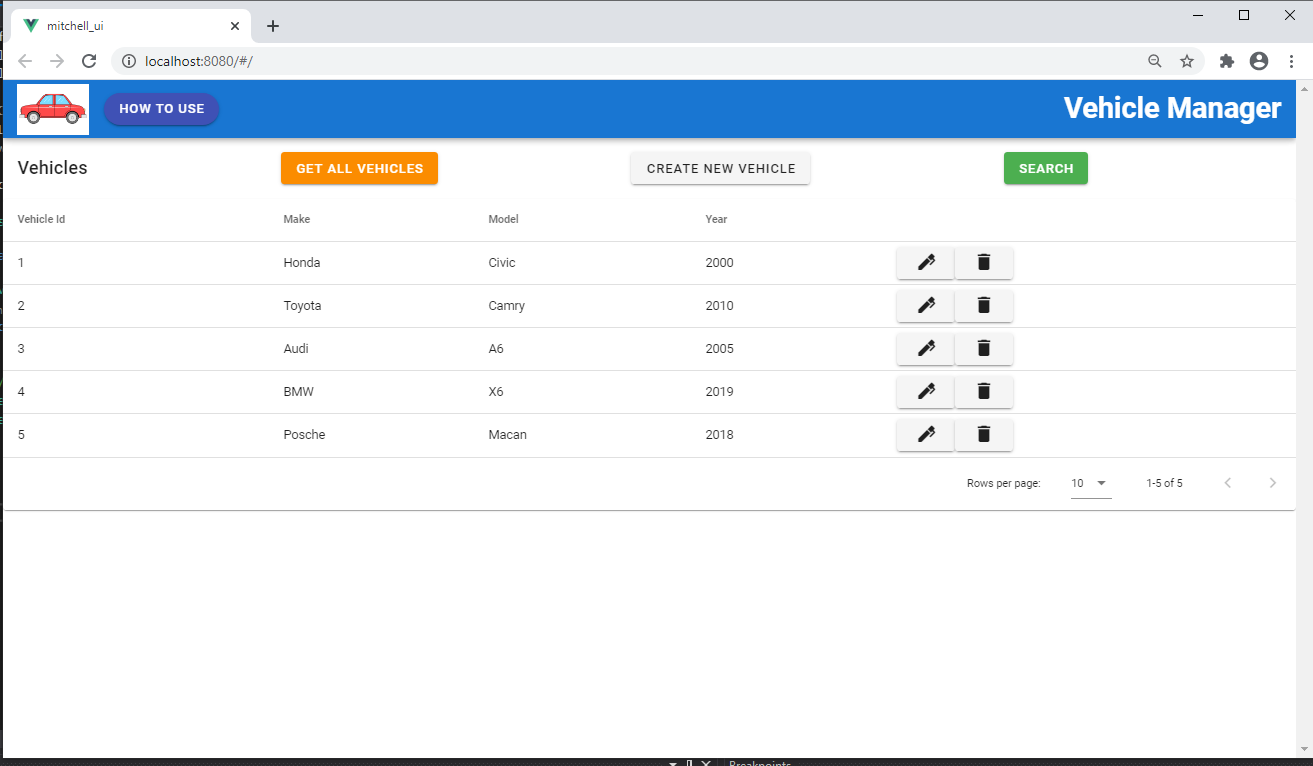 mitchell_ui
localhost:8080/#/
HOW TO USE
Vehicle Manager
Vehicles GET ALL VEHICLES CREATE NEW VEHICLE SEARCH
Vehicle Id Make Model Year
1 Honda Civic 2000
2 Toyota Camry 2010
3 Audi A6 2005
4 BMW X6 2019
5 Posche Macan 2018
Rows per page: 10 1-5 of 5
Breakpoints